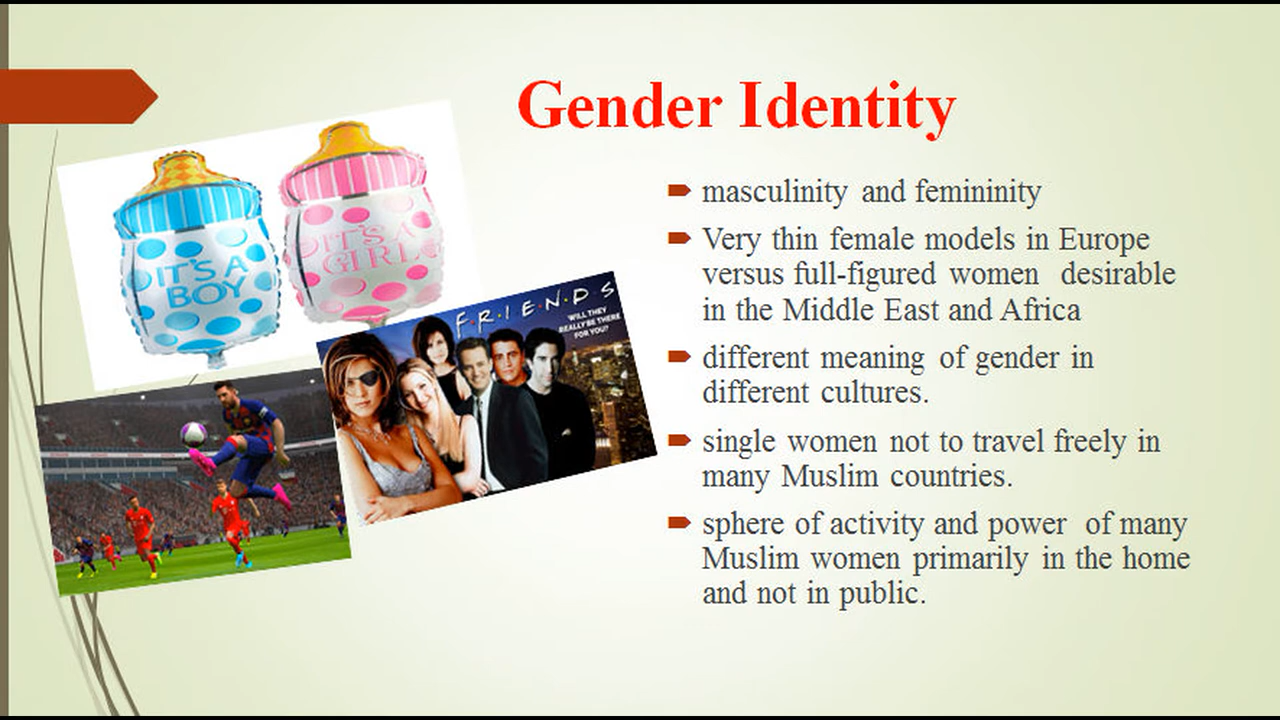 Gender Identity
masculinity and femininity
Very thin female models in Europe
versus full-figured women desirable
in the Middle East and Africa
different meaning of gender in
different cultures.
single women not to travel freely in
many Muslim countries.
sphere of activity and power of many
Muslim women primarily in the home
and not in public.
IT'S A
BOY
IT'S A
GIRL
F·R·I·E·N·D·S
WILL THEY
REALLY BE THERE
FOR YOU?